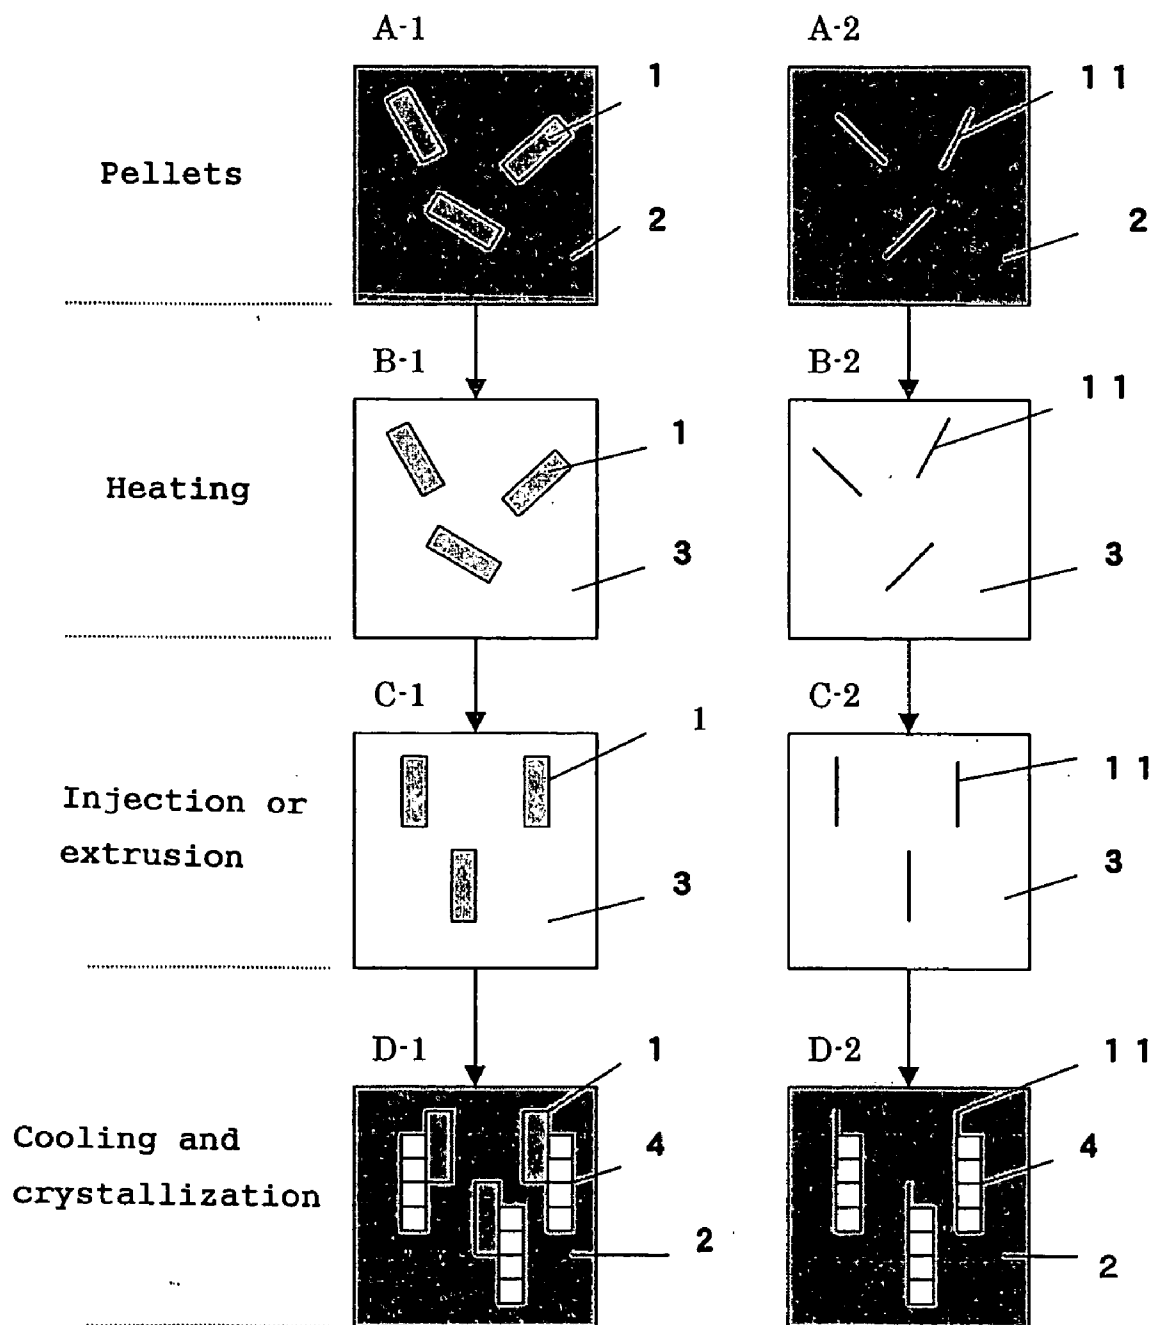 A-1
A-2
1
1 1
Pellets
2
2
B-1
B-2
1
1 1
Heating
3
3
C-1
C-2
1
1 1
Injection or
extrusion
3
3
D-1
D-2
1
1 1
Cooling and
crystallization
4
4
2
2